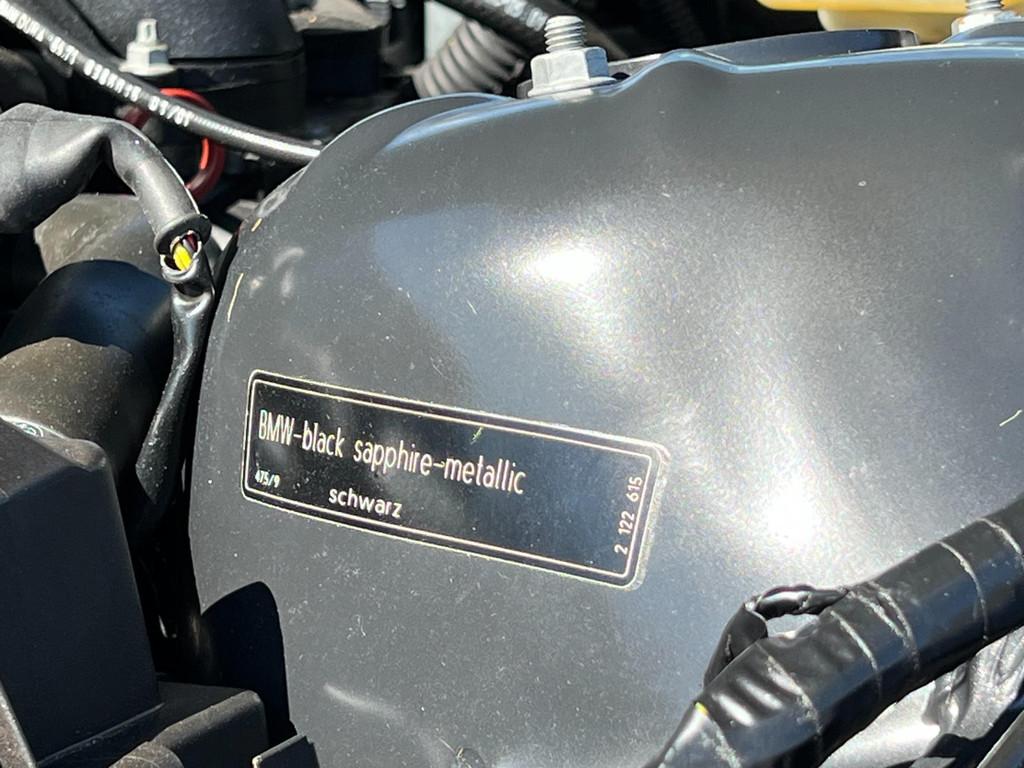 BMW-black sapphire-metallic
475/9
schwarz
2 122 615